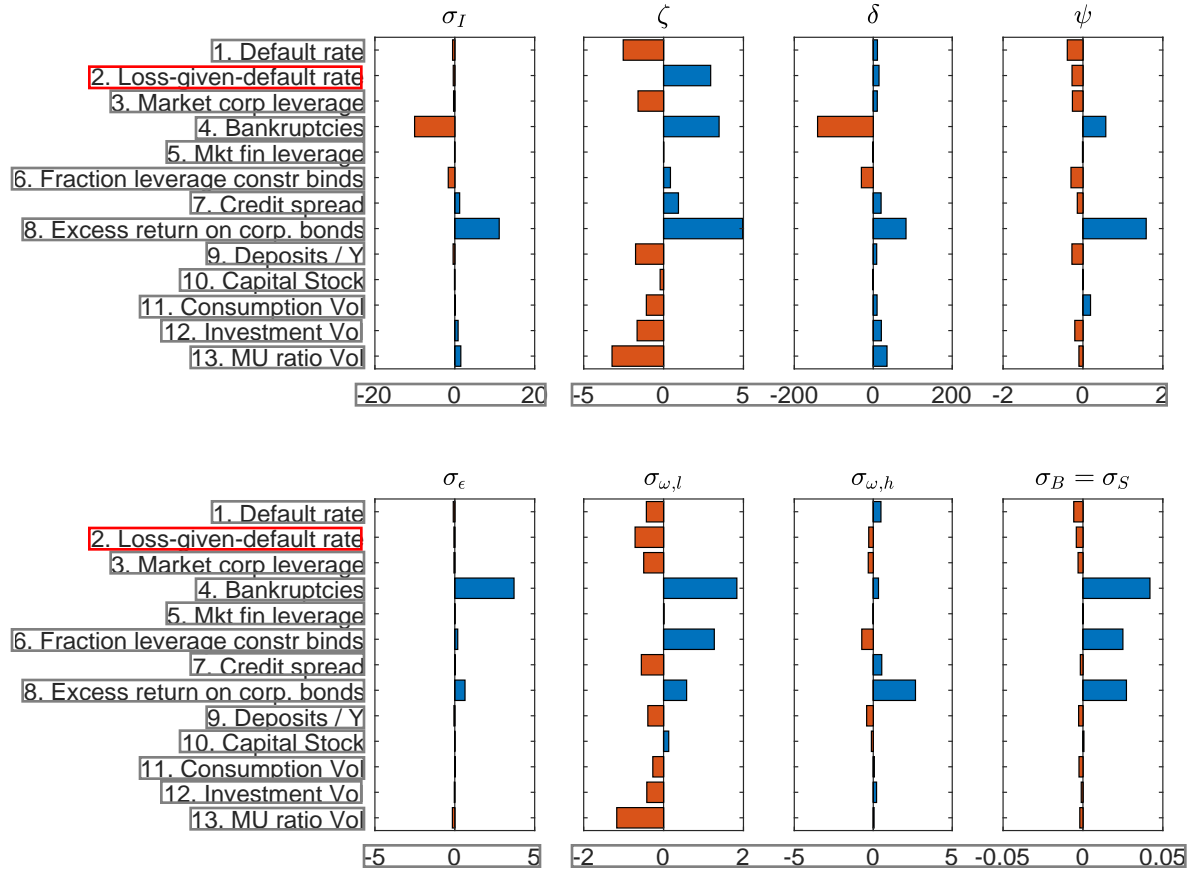 σ_I ζ δ ψ
1. Default rate
2. Loss-given-default rate
3. Market corp leverage
4. Bankruptcies
5. Mkt fin leverage
6. Fraction leverage constr binds
7. Credit spread
8. Excess return on corp. bonds
9. Deposits / Y
10. Capital Stock
11. Consumption Vol
12. Investment Vol
13. MU ratio Vol
-20 0 20 -5 0 5 -200 0 200 -2 0 2
σ_ϵ σ_{ω,l} σ_{ω,h} σ_B = σ_S
1. Default rate
2. Loss-given-default rate
3. Market corp leverage
4. Bankruptcies
5. Mkt fin leverage
6. Fraction leverage constr binds
7. Credit spread
8. Excess return on corp. bonds
9. Deposits / Y
10. Capital Stock
11. Consumption Vol
12. Investment Vol
13. MU ratio Vol
-5 0 5 -2 0 2 -5 0 5 -0.05 0 0.05